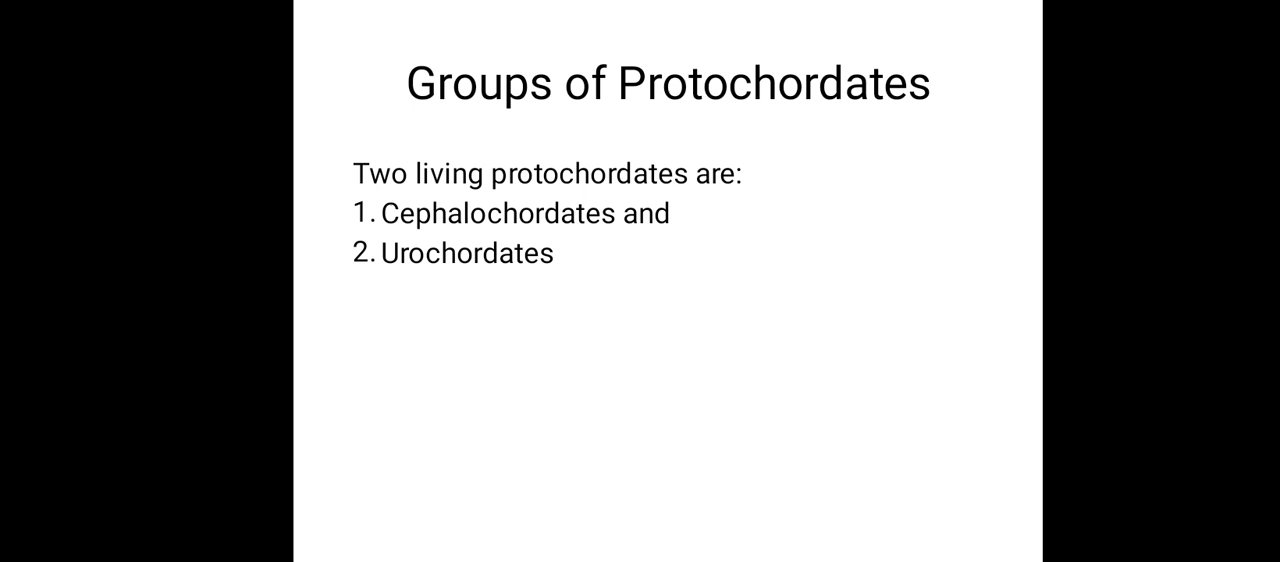 Groups of Protochordates
Two living protochordates are:
1. Cephalochordates and
2. Urochordates